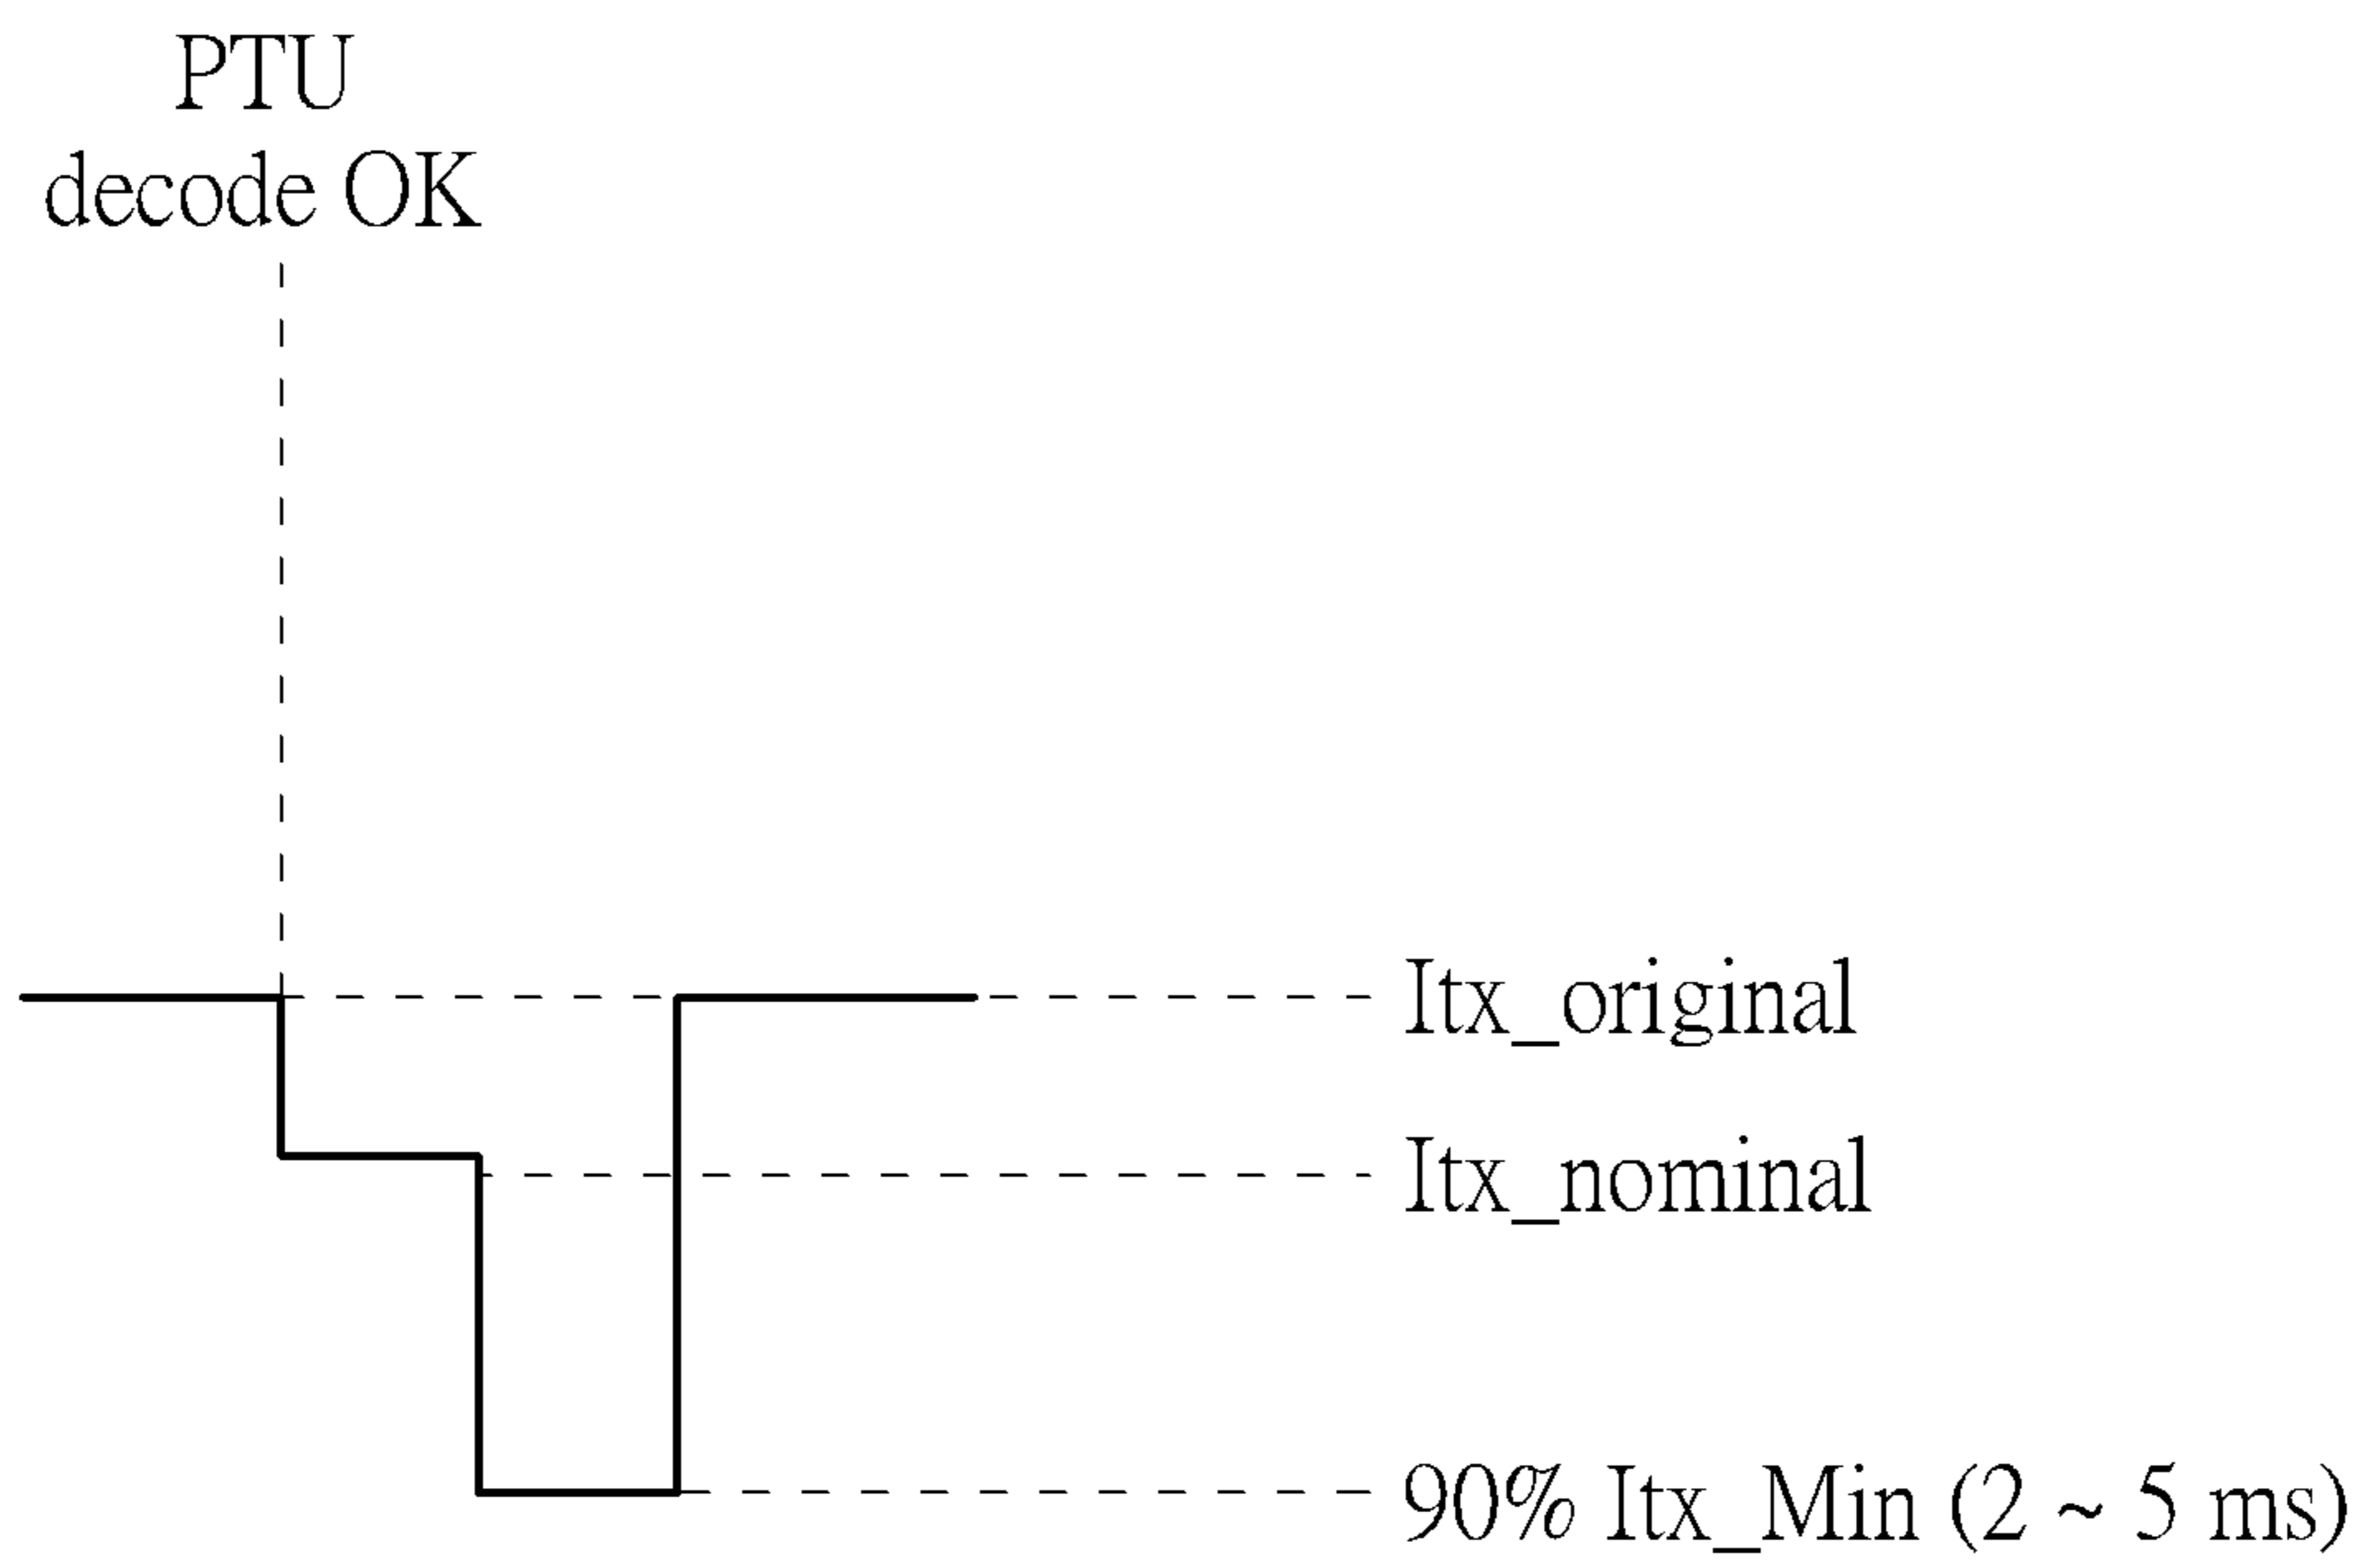 PTU
decode OK
Itx_original
Itx_nominal
90% Itx_Min (2 ~ 5 ms)